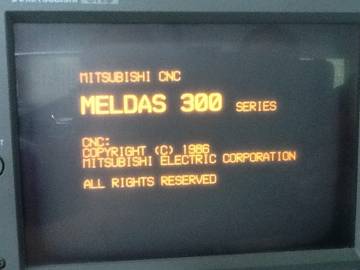 MITSUBISHI CNC
MELDAS 300 SERIES
CNC:
COPYRIGHT (C) 1986
MITSUBISHI ELECTRIC CORPORATION
ALL RIGHTS RESERVED